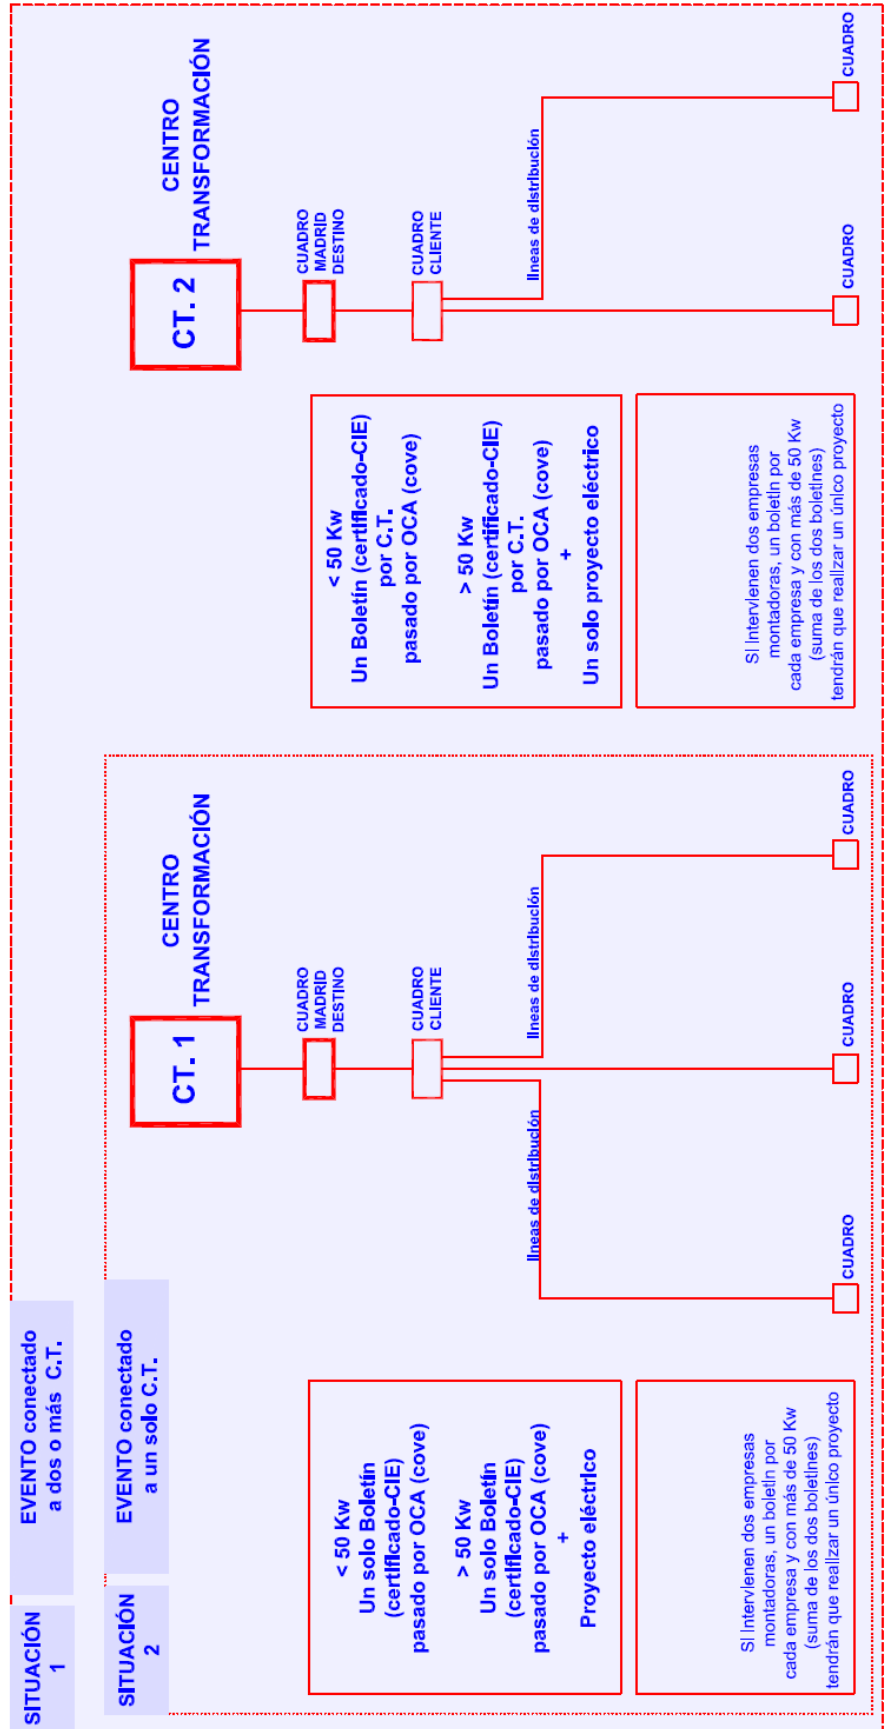 SITUACIÓN
1
EVENTO conectado
a dos o más C.T.
SITUACIÓN
2
EVENTO conectado
a un solo C.T.
CT. 1
CENTRO
TRANSFORMACIÓN
CUADRO
MADRID
DESTINO
CUADRO
CLIENTE
líneas de distribución
líneas de distribución
CUADRO
CUADRO
CUADRO
< 50 Kw
Un solo Boletín
(certificado-CIE)
pasado por OCA (cove)
> 50 Kw
Un solo Boletín
(certificado-CIE)
pasado por OCA (cove)
+
Proyecto eléctrico
Si intervienen dos empresas
montadoras, un boletín por
cada empresa y con más de 50 Kw
(suma de los dos boletines)
tendrán que realizar un único proyecto
CT. 2
CENTRO
TRANSFORMACIÓN
CUADRO
MADRID
DESTINO
CUADRO
CLIENTE
líneas de distribución
CUADRO
CUADRO
< 50 Kw
Un Boletín (certificado-CIE)
por C.T.
pasado por OCA (cove)
> 50 Kw
Un Boletín (certificado-CIE)
por C.T.
pasado por OCA (cove)
+
Un solo proyecto eléctrico
Si intervienen dos empresas
montadoras, un boletín por
cada empresa y con más de 50 Kw
(suma de los dos boletines)
tendrán que realizar un único proyecto